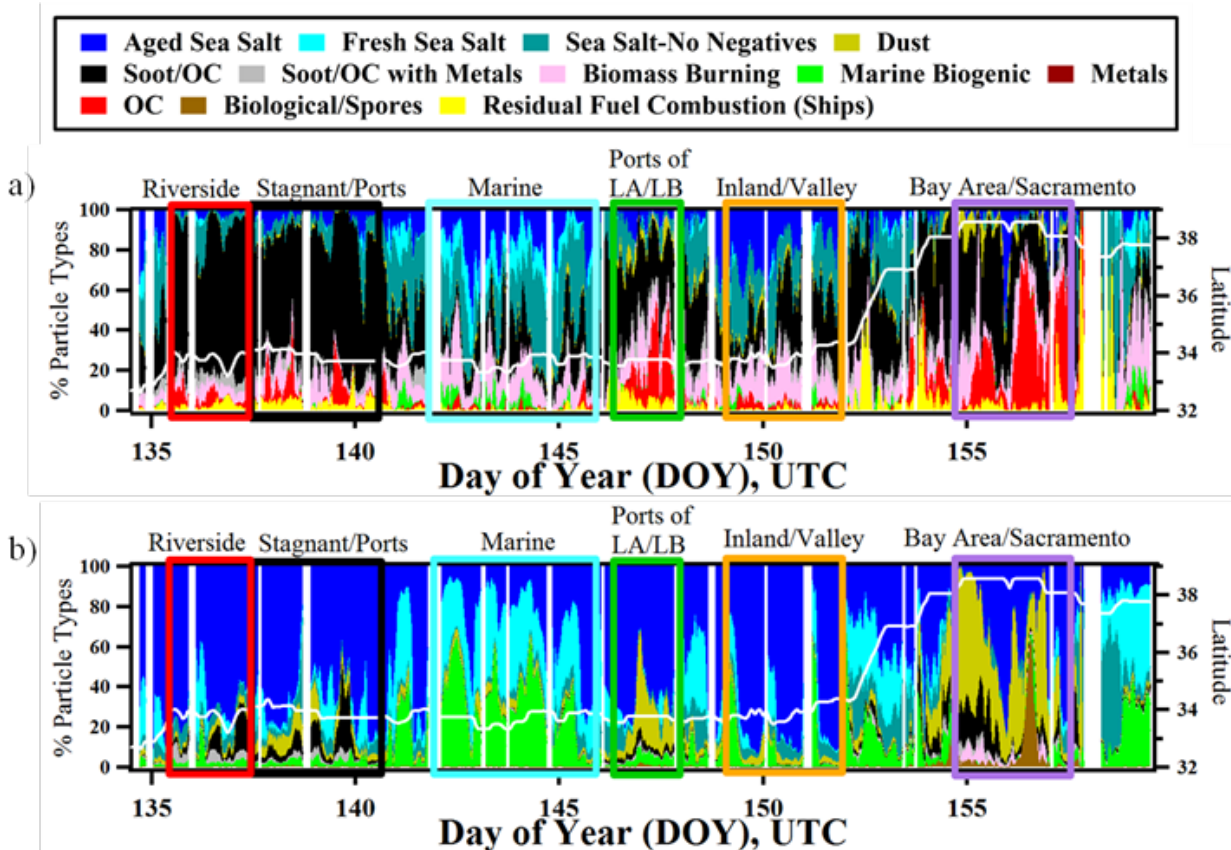 Aged Sea Salt Fresh Sea Salt Sea Salt-No Negatives Dust
Soot/OC Soot/OC with Metals Biomass Burning Marine Biogenic Metals
OC Biological/Spores Residual Fuel Combustion (Ships)
a)
Riverside Stagnant/Ports Marine Ports of
LA/LB Inland/Valley Bay Area/Sacramento
% Particle Types
100
80
60
40
20
0
38
36
34
32
Latitude
135 140 145 150 155
Day of Year (DOY), UTC
b)
Riverside Stagnant/Ports Marine Ports of
LA/LB Inland/Valley Bay Area/Sacramento
% Particle Types
100
80
60
40
20
0
38
36
34
32
Latitude
135 140 145 150 155
Day of Year (DOY), UTC